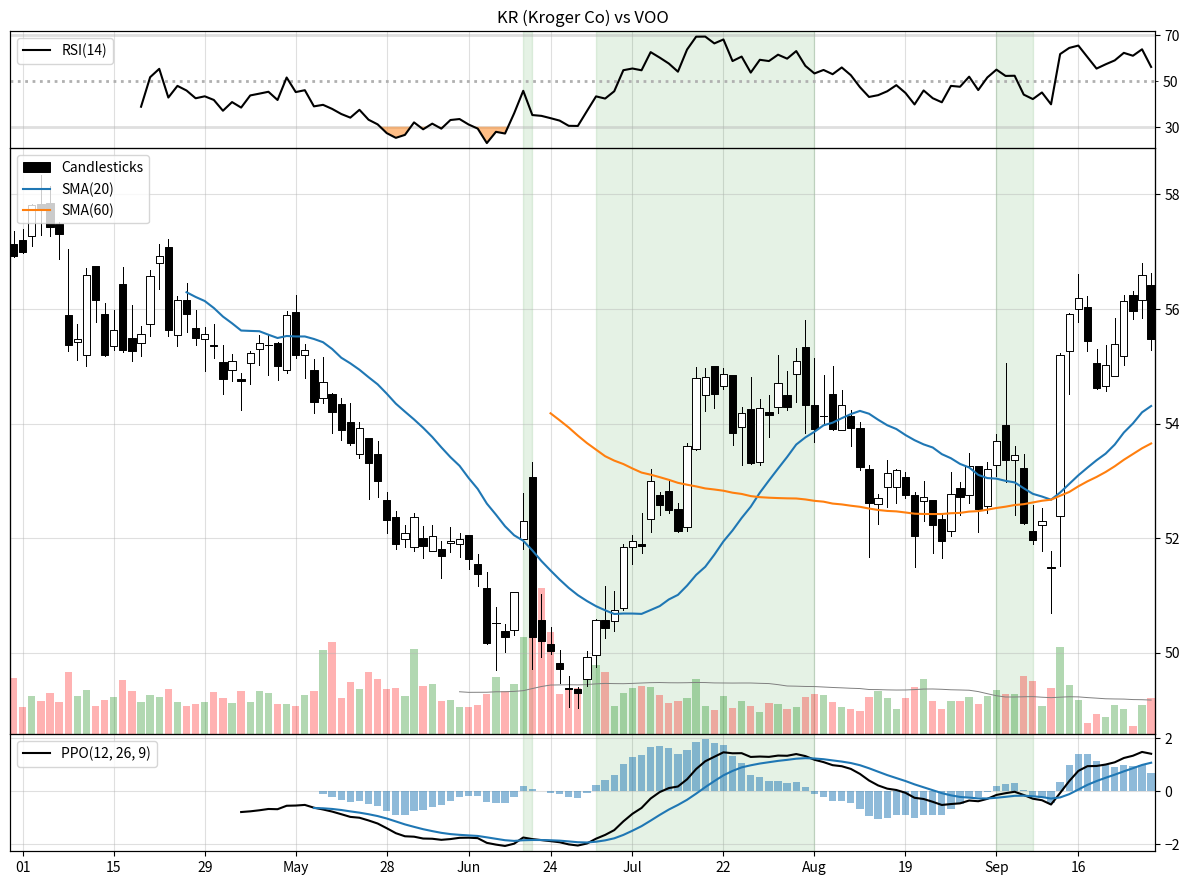 KR (Kroger Co) vs VOO
RSI(14)
70
50
30
Candlesticks
SMA(20)
SMA(60)
58
56
54
52
50
PPO(12, 26, 9)
2
0
−2
01 15 29 May 28 Jun 24 Jul 22 Aug 19 Sep 16